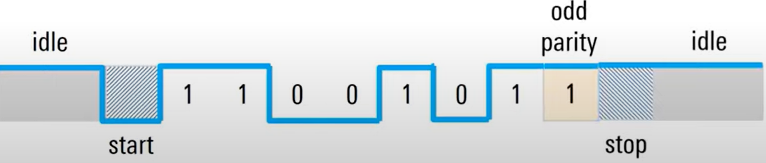 odd
idle parity idle
1 1 0 0 1 0 1 1
start stop